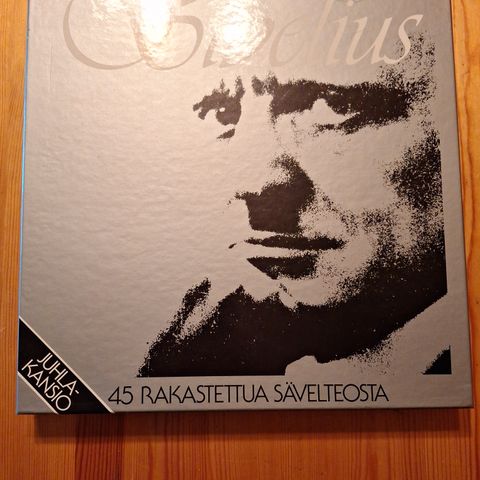 Sibelius
JUHLA-
KANSIO
45 RAKASTETTUA SÄVELTEOSTA